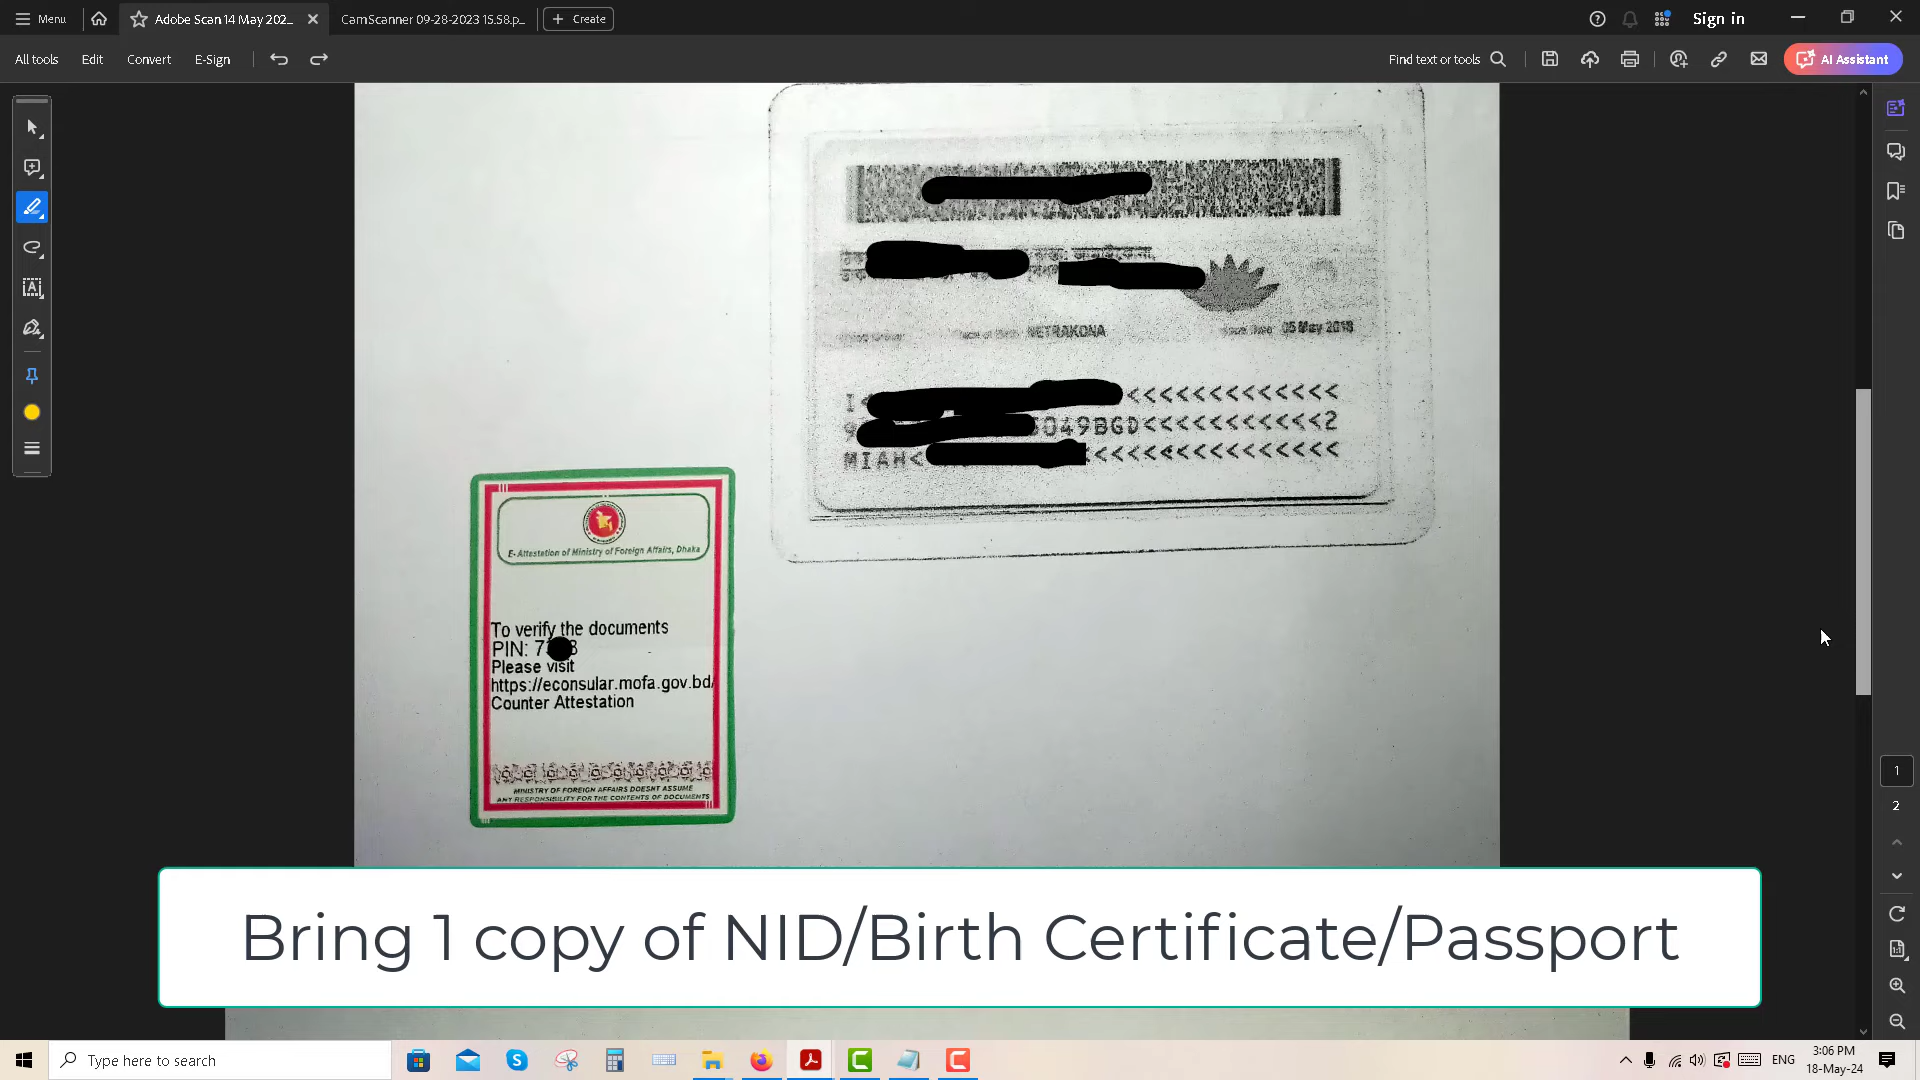 Menu
Adobe Scan 14 May 202...
CamScanner 09-28-2023 15.58.p...
Create
Sign in
All tools
Edit
Convert
E-Sign
Find text or tools
AI Assistant
NETRAKONA
05 May 2018
I<
<<<<<<<<<<<<
9
049BGD<<<<<<<<<<<2
MIAH<
<<<<<<<<<<<<<<
E-Attestation of Ministry of Foreign Affairs, Dhaka
To verify the documents
PIN: 7
Please visit
https://econsular.mofa.gov.bd/
Counter Attestation
MINISTRY OF FOREIGN AFFAIRS DOESNT ASSUME
ANY RESPONSIBILITY FOR THE CONTENTS OF DOCUMENTS
1
2
Bring 1 copy of NID/Birth Certificate/Passport
Type here to search
ENG
3:06 PM
18-May-24